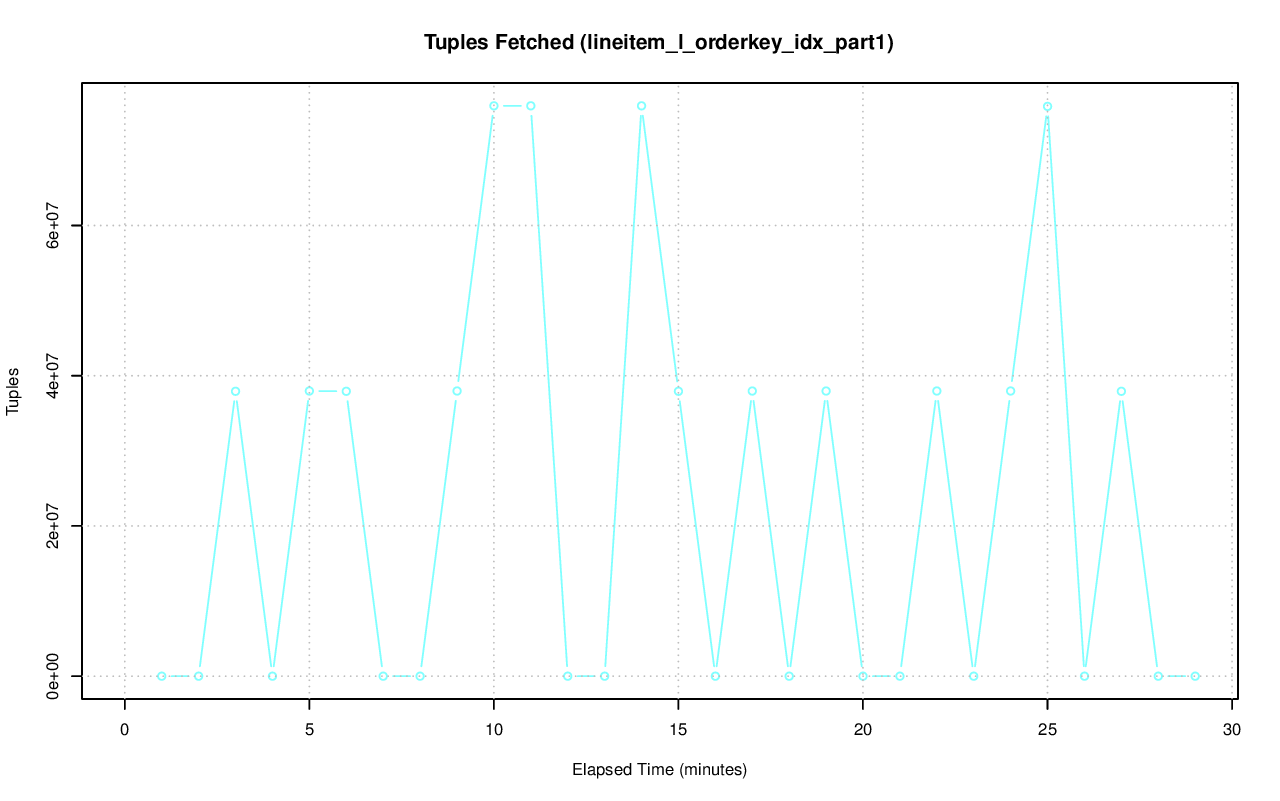 Tuples Fetched (lineitem_l_orderkey_idx_part1)
Tuples
6e+07
4e+07
2e+07
0e+00
0 5 10 15 20 25 30
Elapsed Time (minutes)